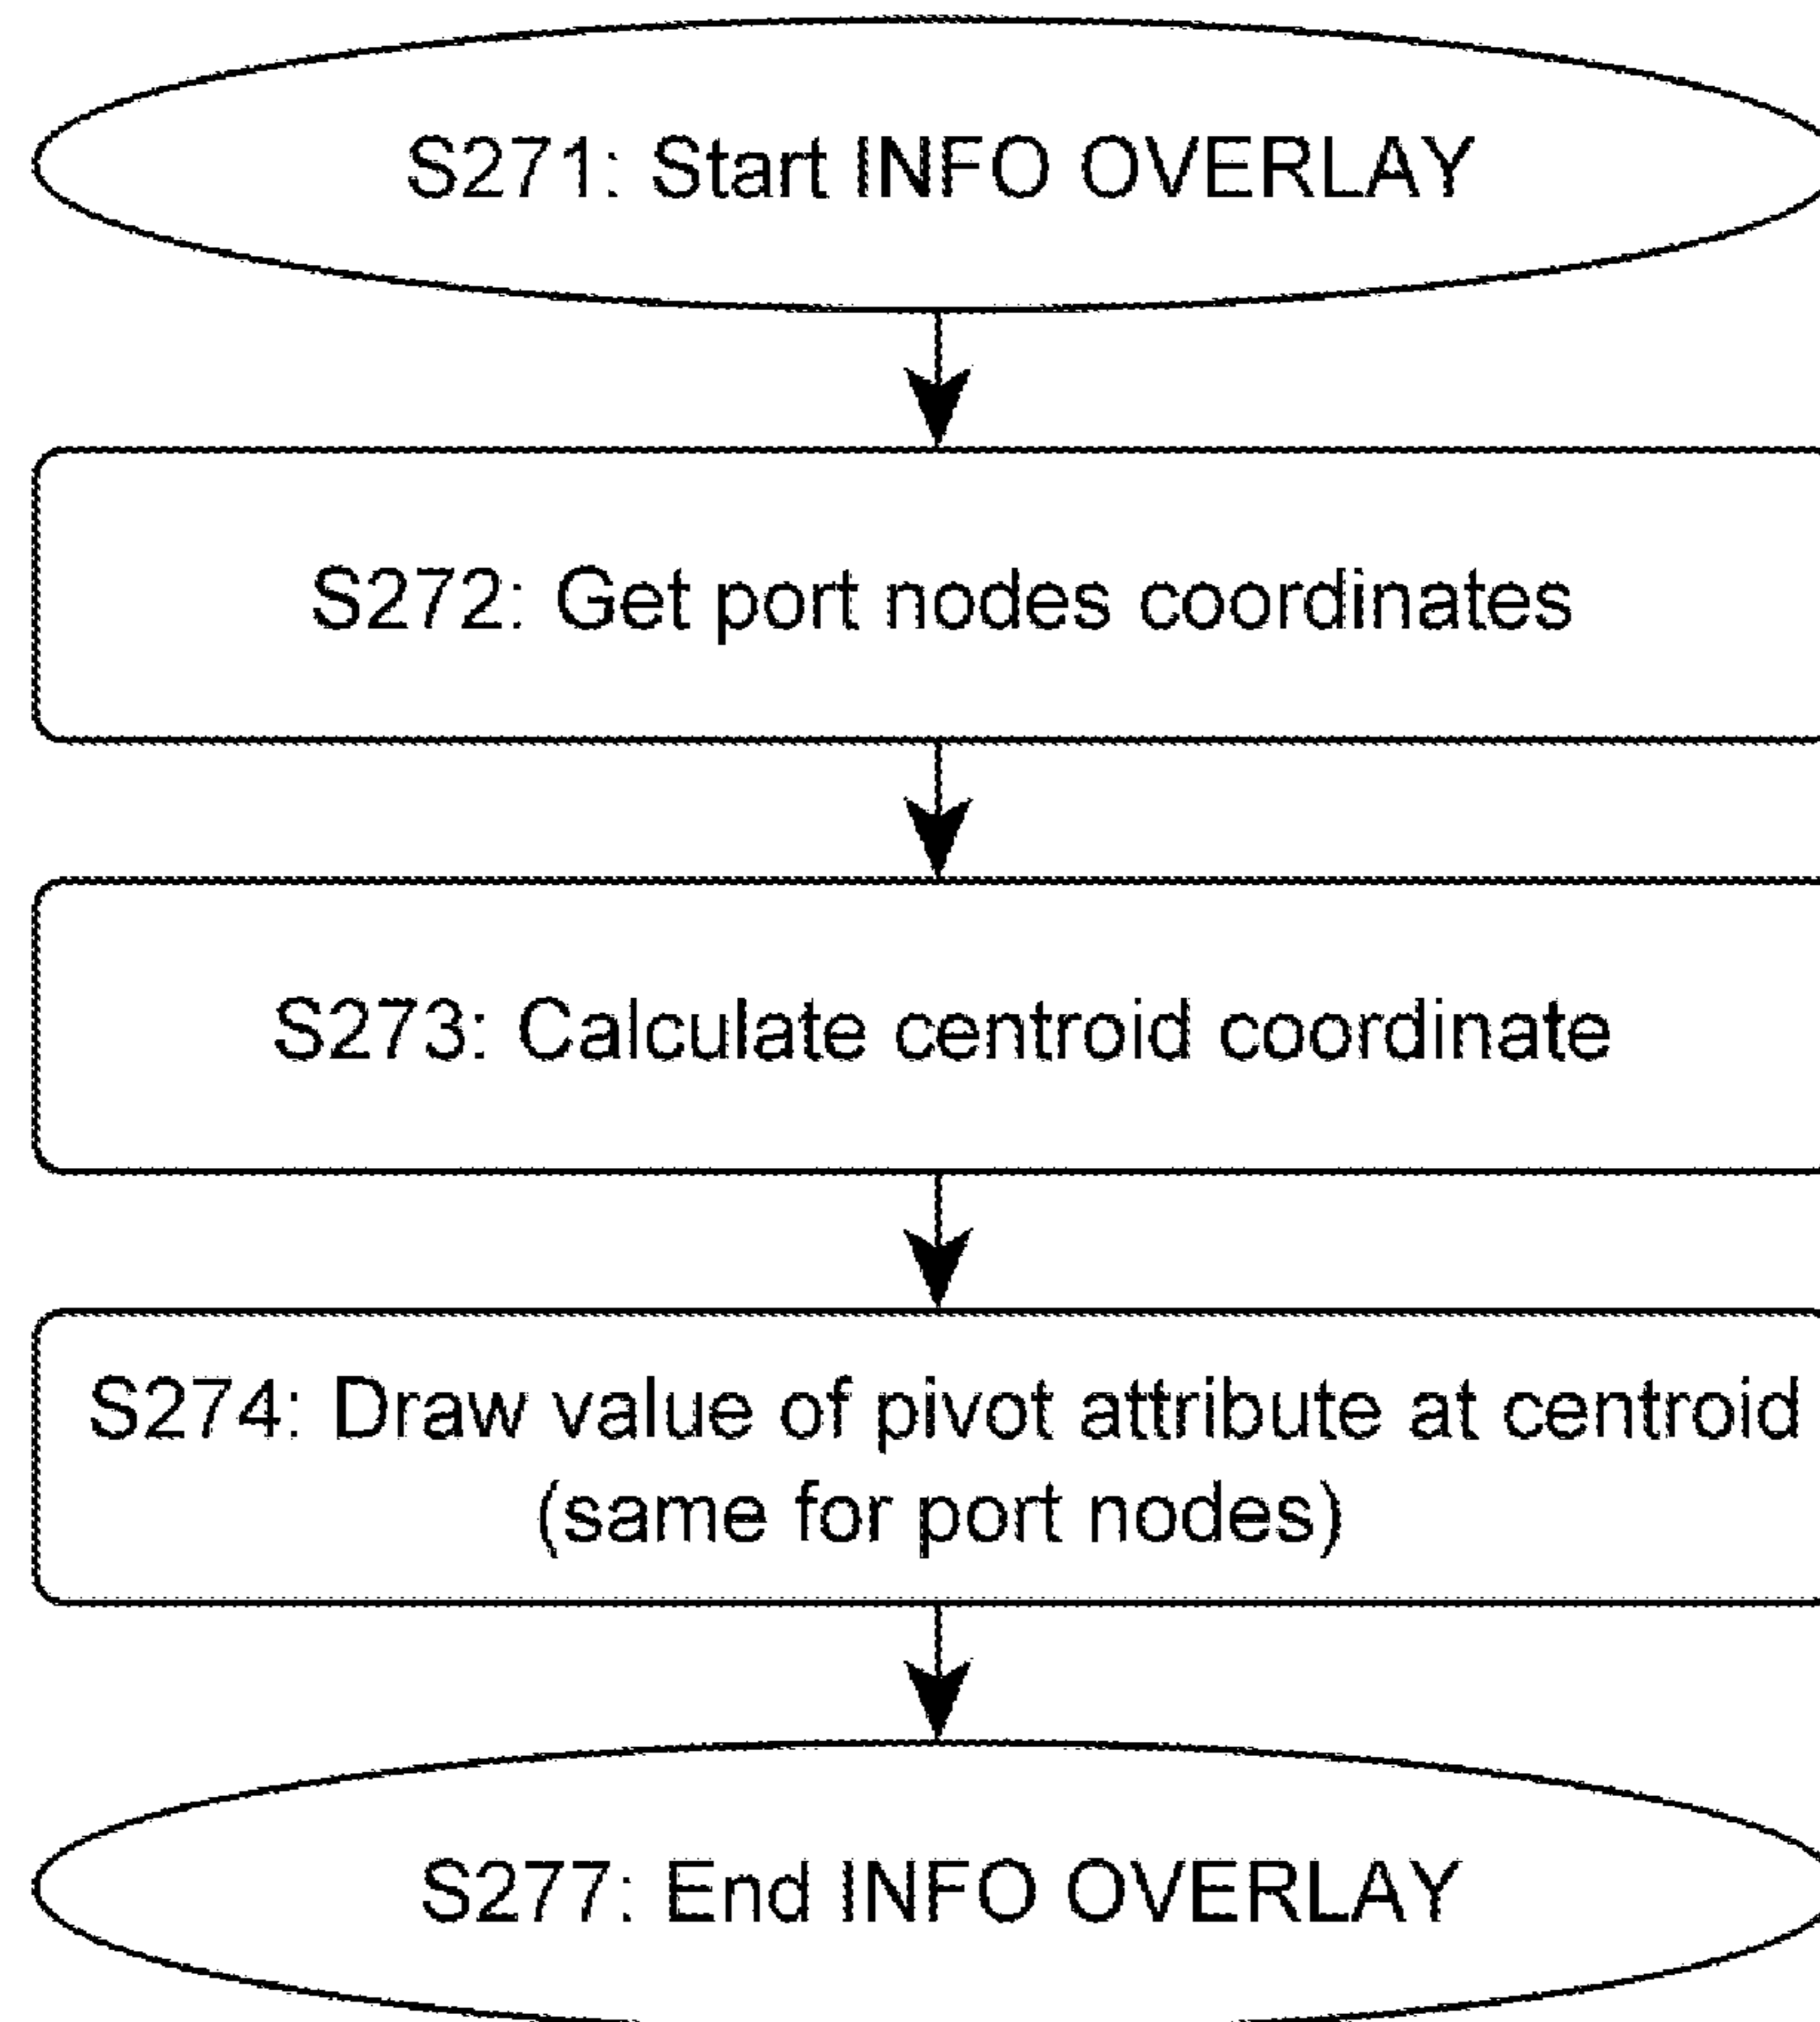 S271: Start INFO OVERLAY
S272: Get port nodes coordinates
S273: Calculate centroid coordinate
S274: Draw value of pivot attribute at centroid
(same for port nodes)
S277: End INFO OVERLAY